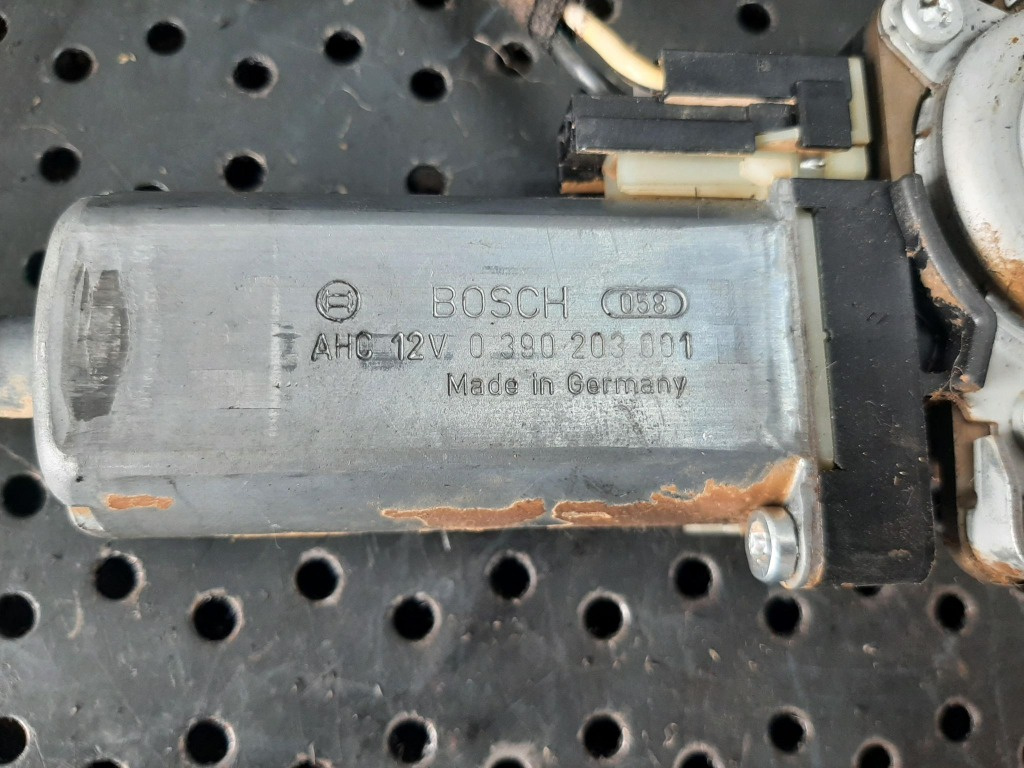 BOSCH 058
AHC 12V 0 390 203 001
Made in Germany